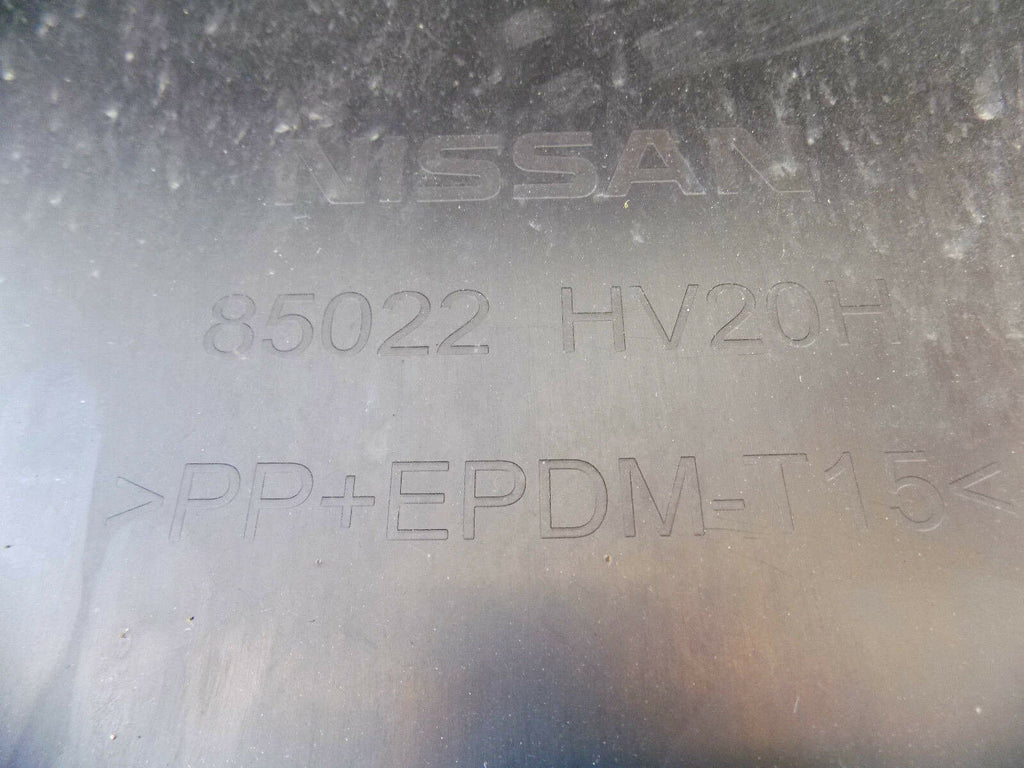 NISSAN
85022 HV20H
>PP+EPDM-T15<